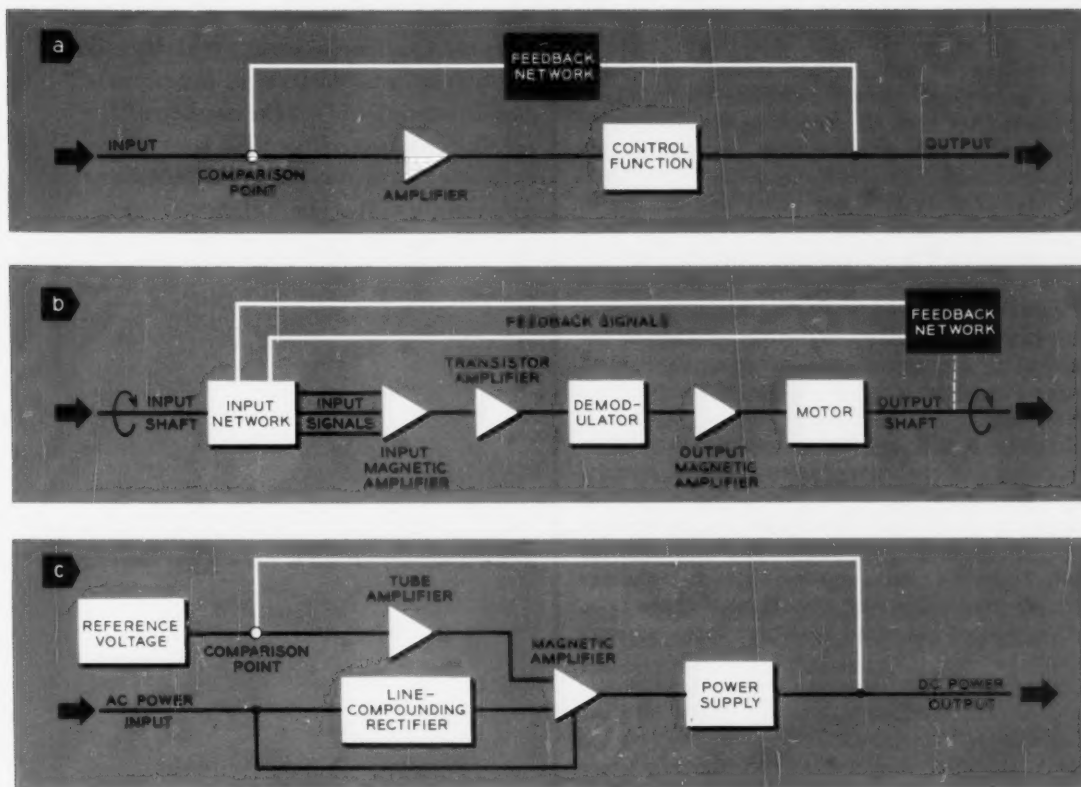 a
FEEDBACK
NETWORK
INPUT
COMPARISON
POINT
AMPLIFIER
CONTROL
FUNCTION
OUTPUT
b
FEEDBACK SIGNALS
FEEDBACK
NETWORK
INPUT
SHAFT
INPUT
NETWORK
INPUT
SIGNALS
INPUT
MAGNETIC
AMPLIFIER
TRANSISTOR
AMPLIFIER
DEMOD-
ULATOR
OUTPUT
MAGNETIC
AMPLIFIER
MOTOR
OUTPUT
SHAFT
c
REFERENCE
VOLTAGE
COMPARISON
POINT
TUBE
AMPLIFIER
MAGNETIC
AMPLIFIER
AC POWER
INPUT
LINE-
COMPOUNDING
RECTIFIER
POWER
SUPPLY
DC POWER
OUTPUT